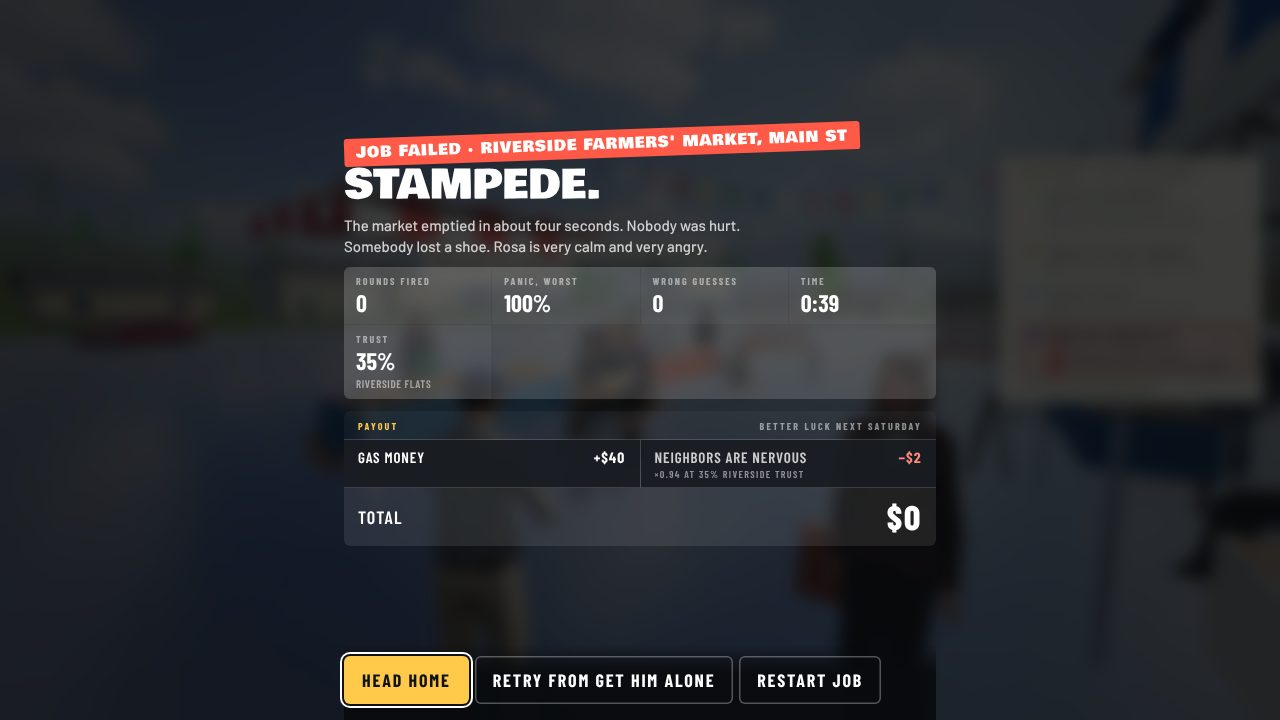 JOB FAILED · RIVERSIDE FARMERS' MARKET, MAIN ST
STAMPEDE.
The market emptied in about four seconds. Nobody was hurt.
Somebody lost a shoe. Rosa is very calm and very angry.
ROUNDS FIRED
0
PANIC, WORST
100%
WRONG GUESSES
0
TIME
0:39
TRUST
35%
RIVERSIDE FLATS
PAYOUT
BETTER LUCK NEXT SATURDAY
GAS MONEY
+$40
NEIGHBORS ARE NERVOUS
−$2
×0.94 AT 35% RIVERSIDE TRUST
TOTAL
$0
HEAD HOME
RETRY FROM GET HIM ALONE
RESTART JOB